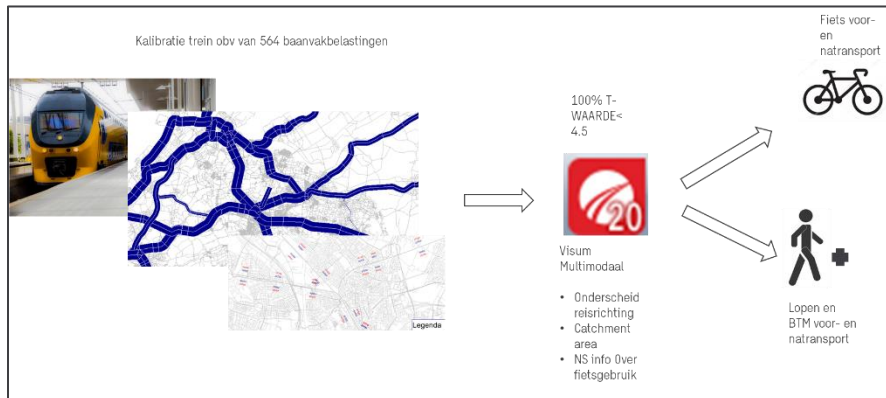 Kalibratie trein obv van 564 baanvakbelastingen
Legenda
100% T-
WAARDE<
4.5
20
Visum
Multimodaal
• Onderscheid
reisrichting
• Catchment
area
• NS info Over
fietsgebruik
Fiets voor-
en
natransport
Lopen en
BTM voor- en
natransport